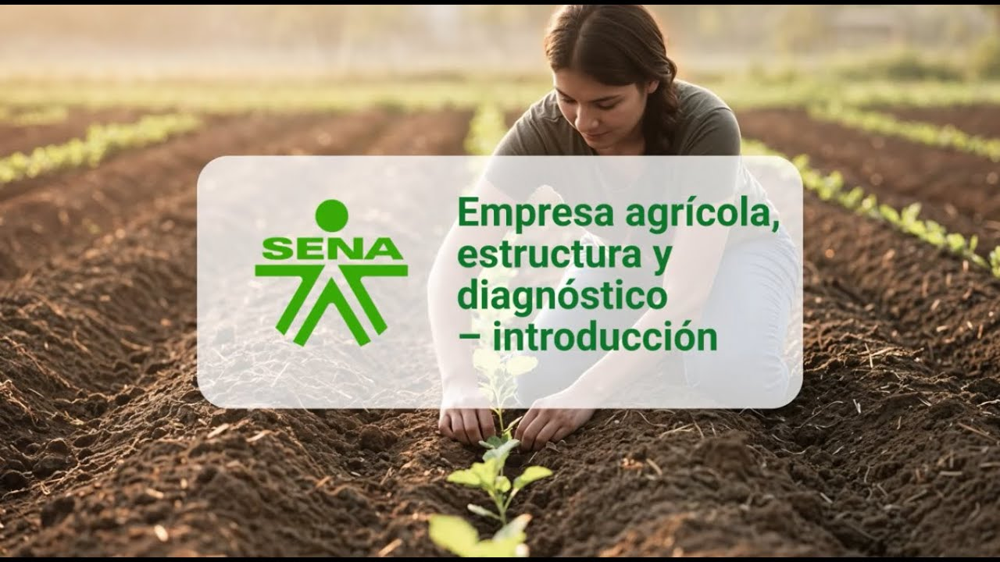 SENA
Empresa agrícola,
estructura y
diagnóstico
– introducción